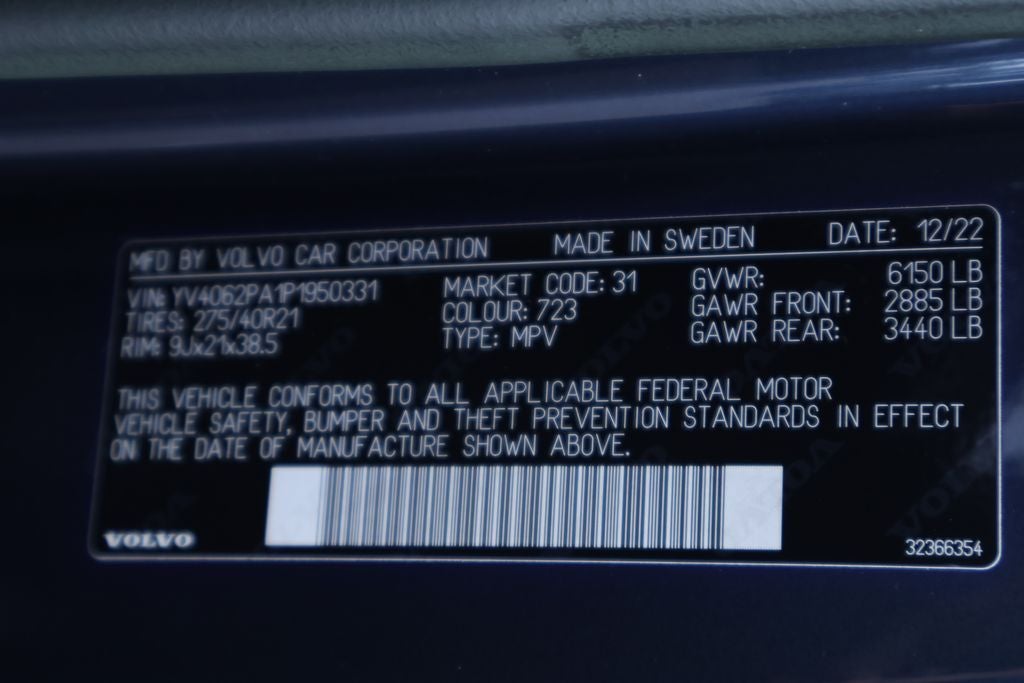 MFD BY VOLVO CAR CORPORATION MADE IN SWEDEN DATE: 12/22
VIN: YV4062PA1P1950331 MARKET CODE: 31 GVWR: 6150 LB
TIRES: 275/40R21 COLOUR: 723 GAWR FRONT: 2885 LB
RIM: 9Jx21x38.5 TYPE: MPV GAWR REAR: 3440 LB
THIS VEHICLE CONFORMS TO ALL APPLICABLE FEDERAL MOTOR
VEHICLE SAFETY, BUMPER AND THEFT PREVENTION STANDARDS IN EFFECT
ON THE DATE OF MANUFACTURE SHOWN ABOVE.
VOLVO 32366354